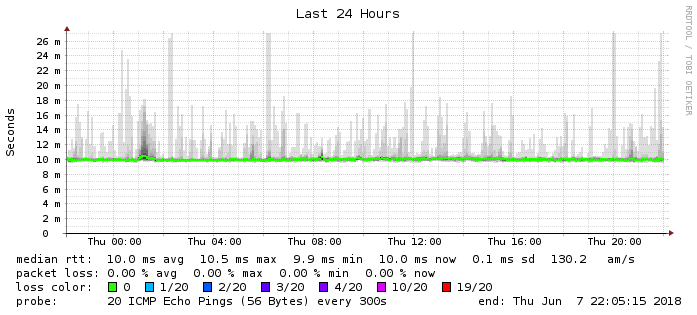 Last 24 Hours
RRDTOOL / TOBI OETIKER
Seconds
26 m
24 m
22 m
20 m
18 m
16 m
14 m
12 m
10 m
8 m
6 m
4 m
2 m
0
Thu 00:00 Thu 04:00 Thu 08:00 Thu 12:00 Thu 16:00 Thu 20:00
median rtt: 10.0 ms avg 10.5 ms max 9.9 ms min 10.0 ms now 0.1 ms sd 130.2 am/s
packet loss: 0.00 % avg 0.00 % max 0.00 % min 0.00 % now
loss color: 0 1/20 2/20 3/20 4/20 10/20 19/20
probe: 20 ICMP Echo Pings (56 Bytes) every 300s end: Thu Jun 7 22:05:15 2018